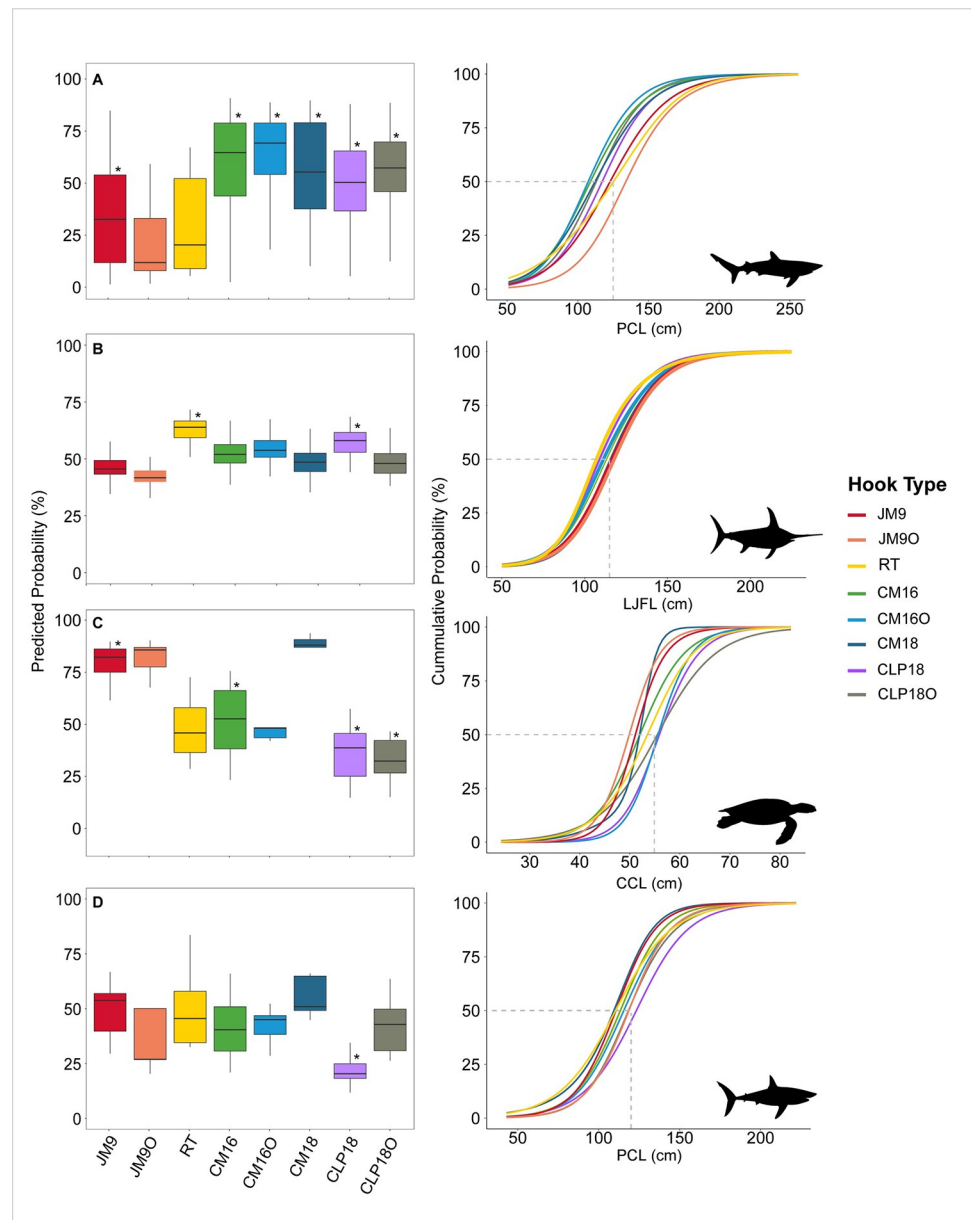 A
100
75
50
25
0
*
*
*
*
*
*
100
75
50
25
0
50
100
150
200
250
PCL (cm)
B
100
75
50
25
0
*
*
100
75
50
25
0
50
100
150
200
LJFL (cm)
Predicted Probability (%)
Cummulative Probability (%)
Hook Type
JM9
JM9O
RT
CM16
CM16O
CM18
CLP18
CLP18O
C
100
75
50
25
0
*
*
*
*
100
75
50
25
0
30
40
50
60
70
80
CCL (cm)
D
100
75
50
25
0
*
100
75
50
25
0
50
100
150
200
PCL (cm)
JM9
JM9O
RT
CM16
CM16O
CM18
CLP18
CLP18O